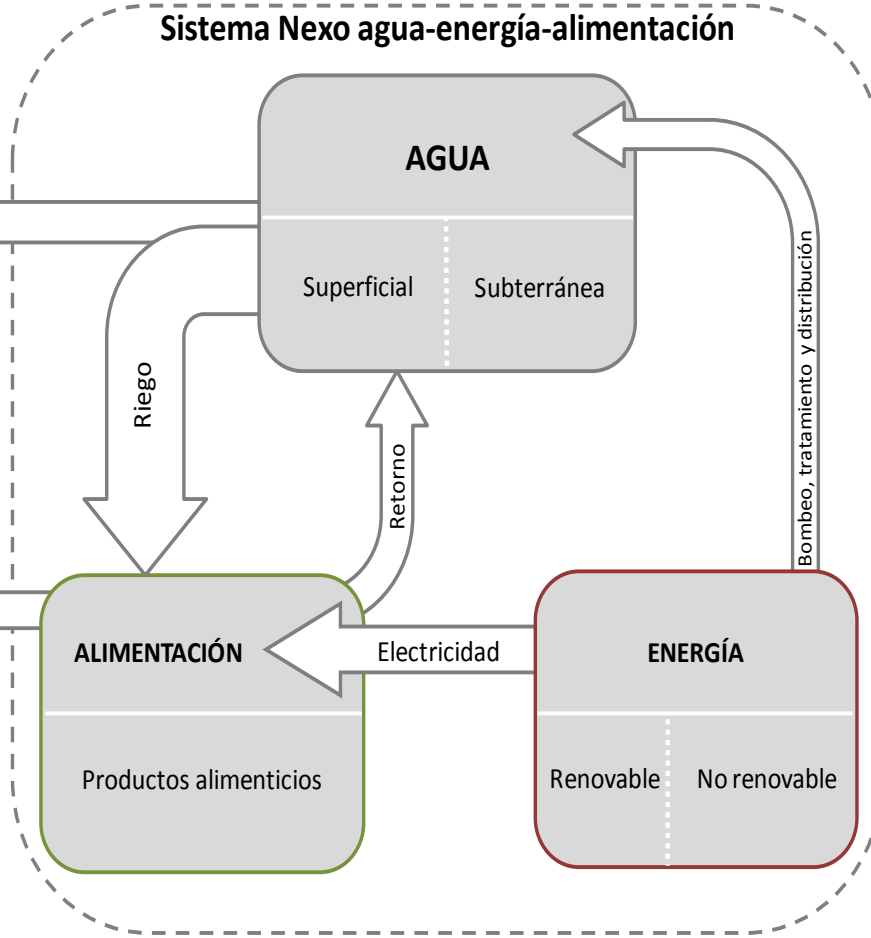 Sistema Nexo agua-energía-alimentación
AGUA
Superficial
Subterránea
Bombeo, tratamiento y distribución
Riego
Retorno
ALIMENTACIÓN
Electricidad
ENERGÍA
Productos alimenticios
Renovable
No renovable